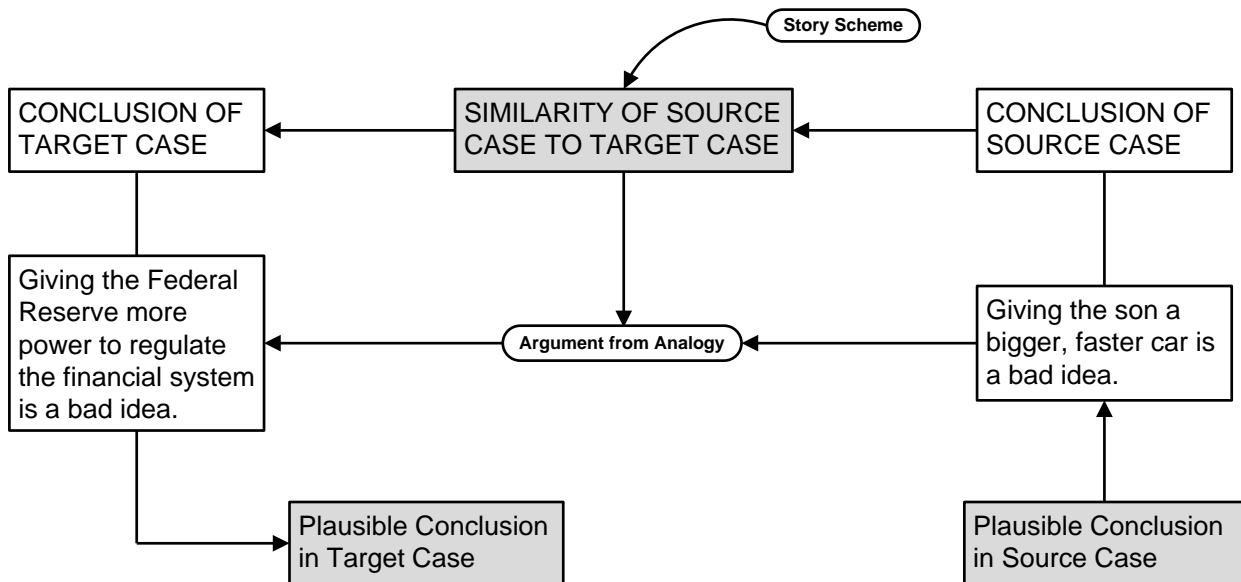 Story Scheme
CONCLUSION OF
TARGET CASE
SIMILARITY OF SOURCE
CASE TO TARGET CASE
CONCLUSION OF
SOURCE CASE
Giving the Federal
Reserve more
power to regulate
the financial system
is a bad idea.
Argument from Analogy
Giving the son a
bigger, faster car is
a bad idea.
Plausible Conclusion
in Target Case
Plausible Conclusion
in Source Case